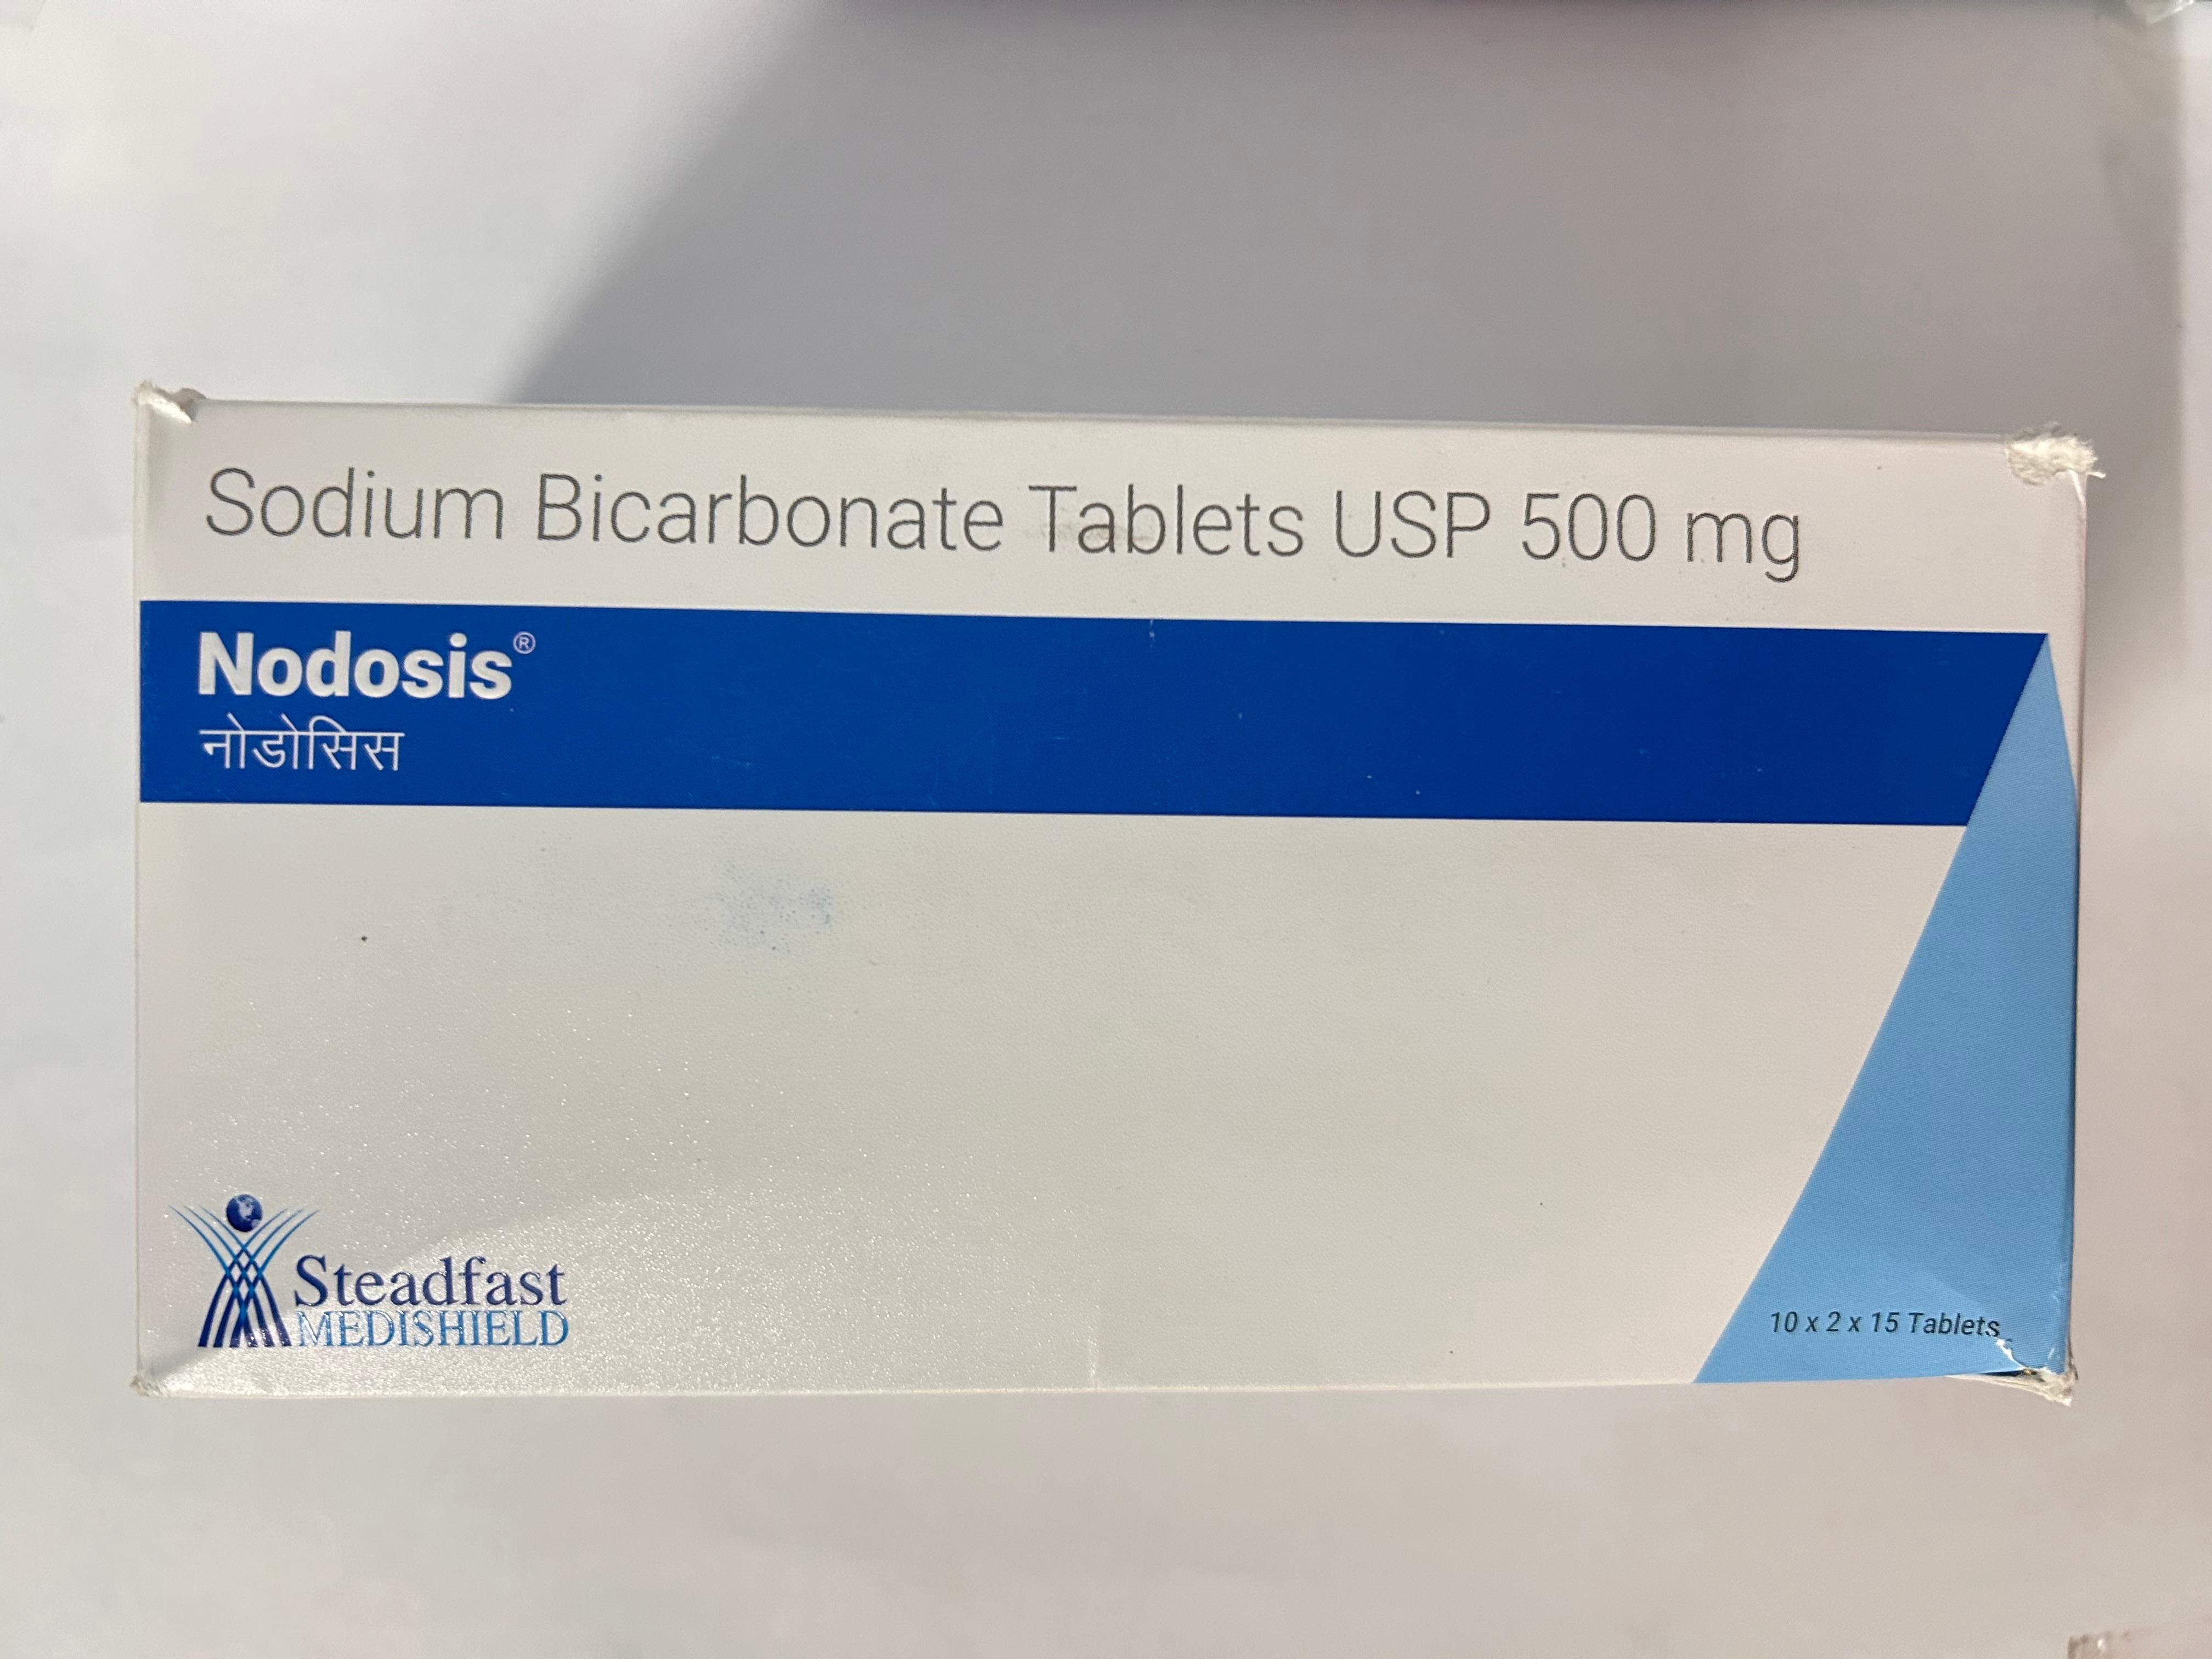 Sodium Bicarbonate Tablets USP 500 mg
Nodosis®
नोडोसिस
Steadfast
MEDISHIELD
10 x 2 x 15 Tablets